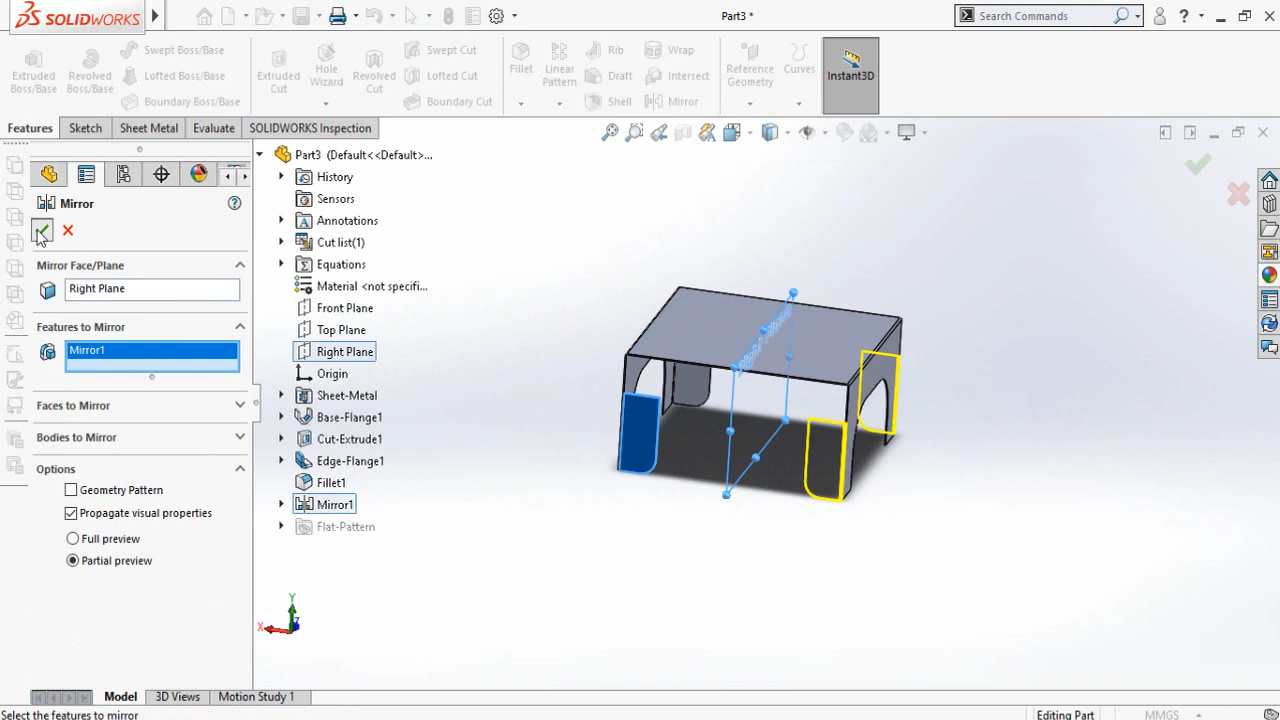 SOLIDWORKS
Part3 *
Search Commands
?
Extruded Boss/Base
Revolved Boss/Base
Swept Boss/Base
Lofted Boss/Base
Boundary Boss/Base
Extruded Cut
Hole Wizard
Revolved Cut
Swept Cut
Lofted Cut
Boundary Cut
Fillet
Linear Pattern
Rib
Draft
Shell
Wrap
Intersect
Mirror
Reference Geometry
Curves
Instant3D
Features
Sketch
Sheet Metal
Evaluate
SOLIDWORKS Inspection
Mirror
Mirror Face/Plane
Right Plane
Features to Mirror
Mirror1
Faces to Mirror
Bodies to Mirror
Options
Geometry Pattern
Propagate visual properties
Full preview
Partial preview
Part3 (Default<<Default>...
History
Sensors
Annotations
Cut list(1)
Equations
Material <not specifi...
Front Plane
Top Plane
Right Plane
Origin
Sheet-Metal
Base-Flange1
Cut-Extrude1
Edge-Flange1
Fillet1
Mirror1
Flat-Pattern
Y
X
Z
Model
3D Views
Motion Study 1
Select the features to mirror
Editing Part
MMGS